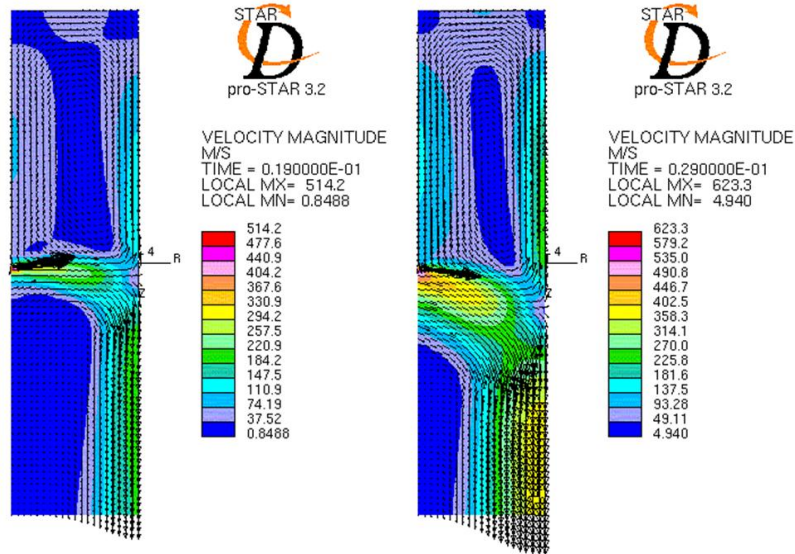 STAR
CD
pro-STAR 3.2
VELOCITY MAGNITUDE
M/S
TIME = 0.190000E-01
LOCAL MX= 514.2
LOCAL MN= 0.8488
514.2
477.6
440.9
404.2
367.6
330.9
294.2
257.5
220.9
184.2
147.5
110.9
74.19
37.52
0.8488
4
R
Z
STAR
CD
pro-STAR 3.2
VELOCITY MAGNITUDE
M/S
TIME = 0.290000E-01
LOCAL MX= 623.3
LOCAL MN= 4.940
623.3
579.2
535.0
490.8
446.7
402.5
358.3
314.1
270.0
225.8
181.6
137.5
93.28
49.11
4.940
4
R
Z